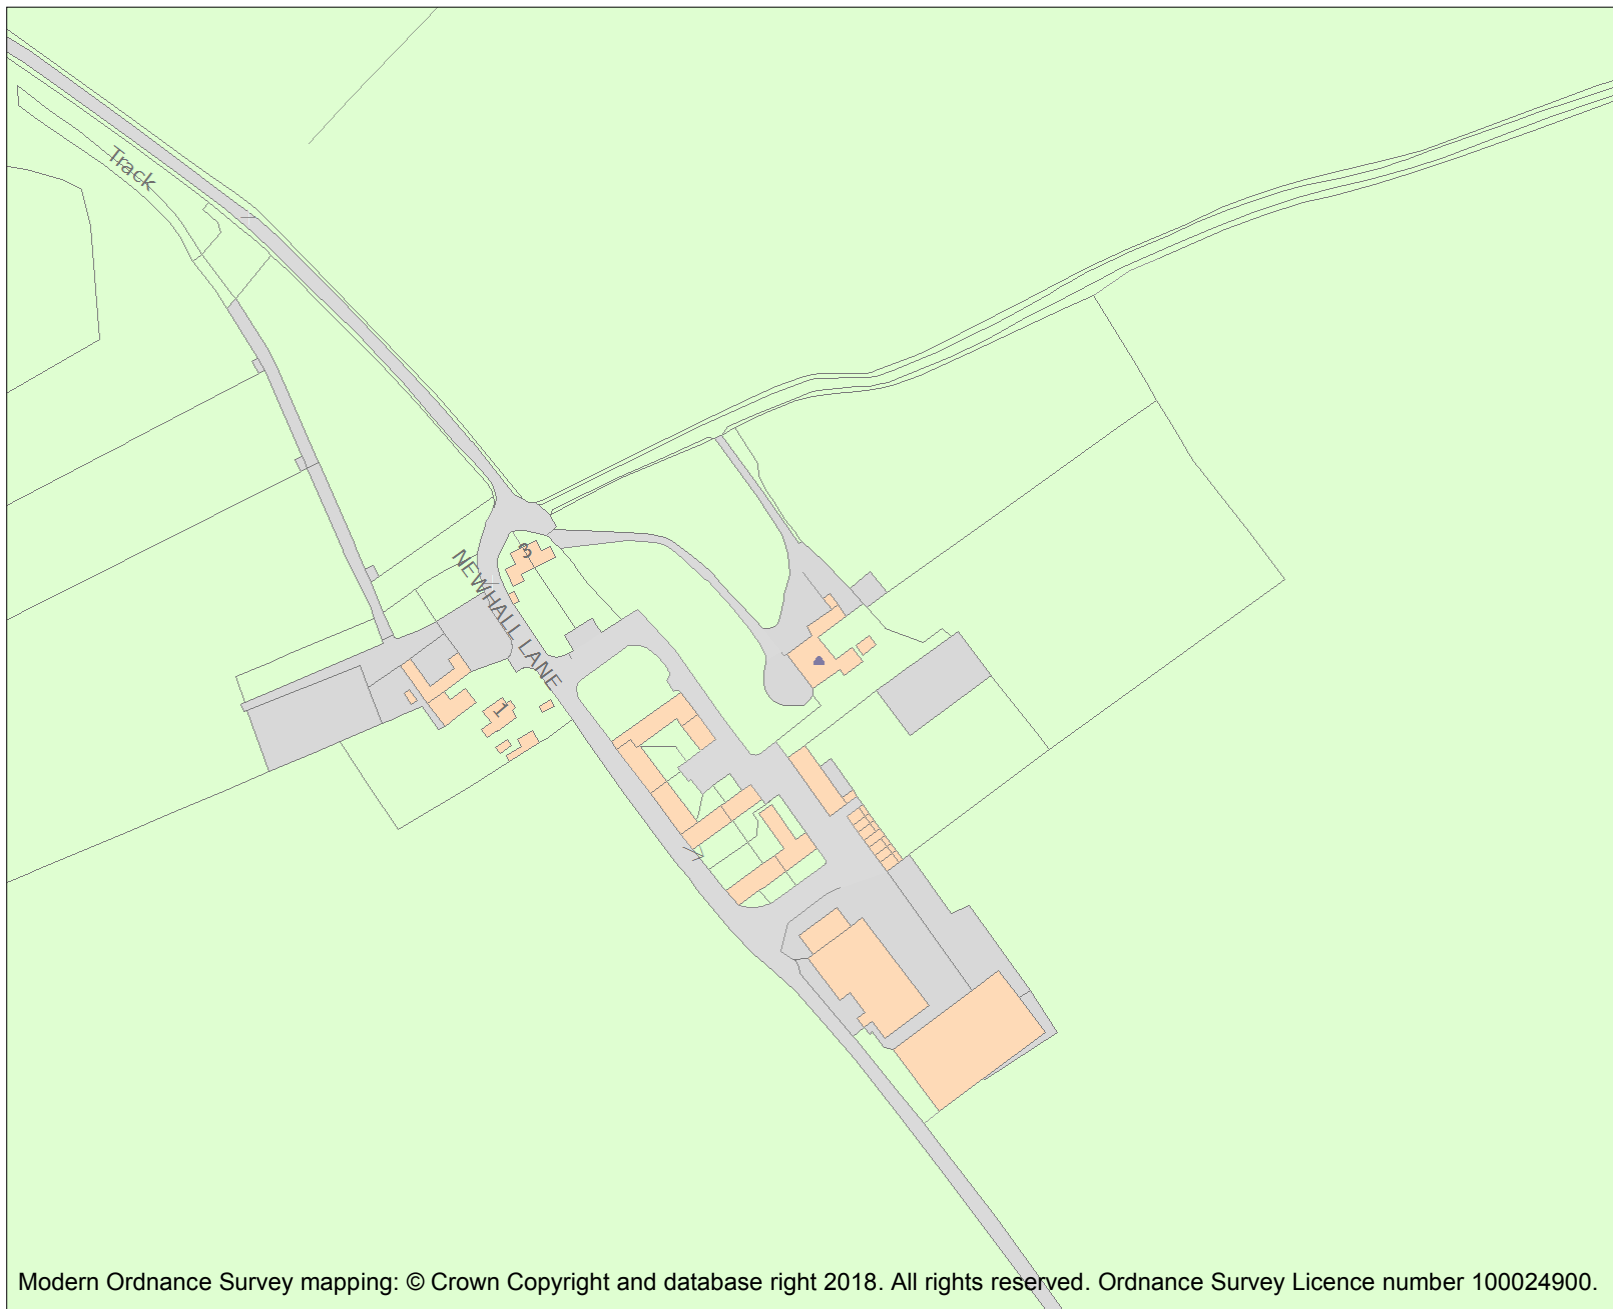 Track
3
NEWHALL LANE
1
7
Modern Ordnance Survey mapping: © Crown Copyright and database right 2018. All rights reserved. Ordnance Survey Licence number 100024900.